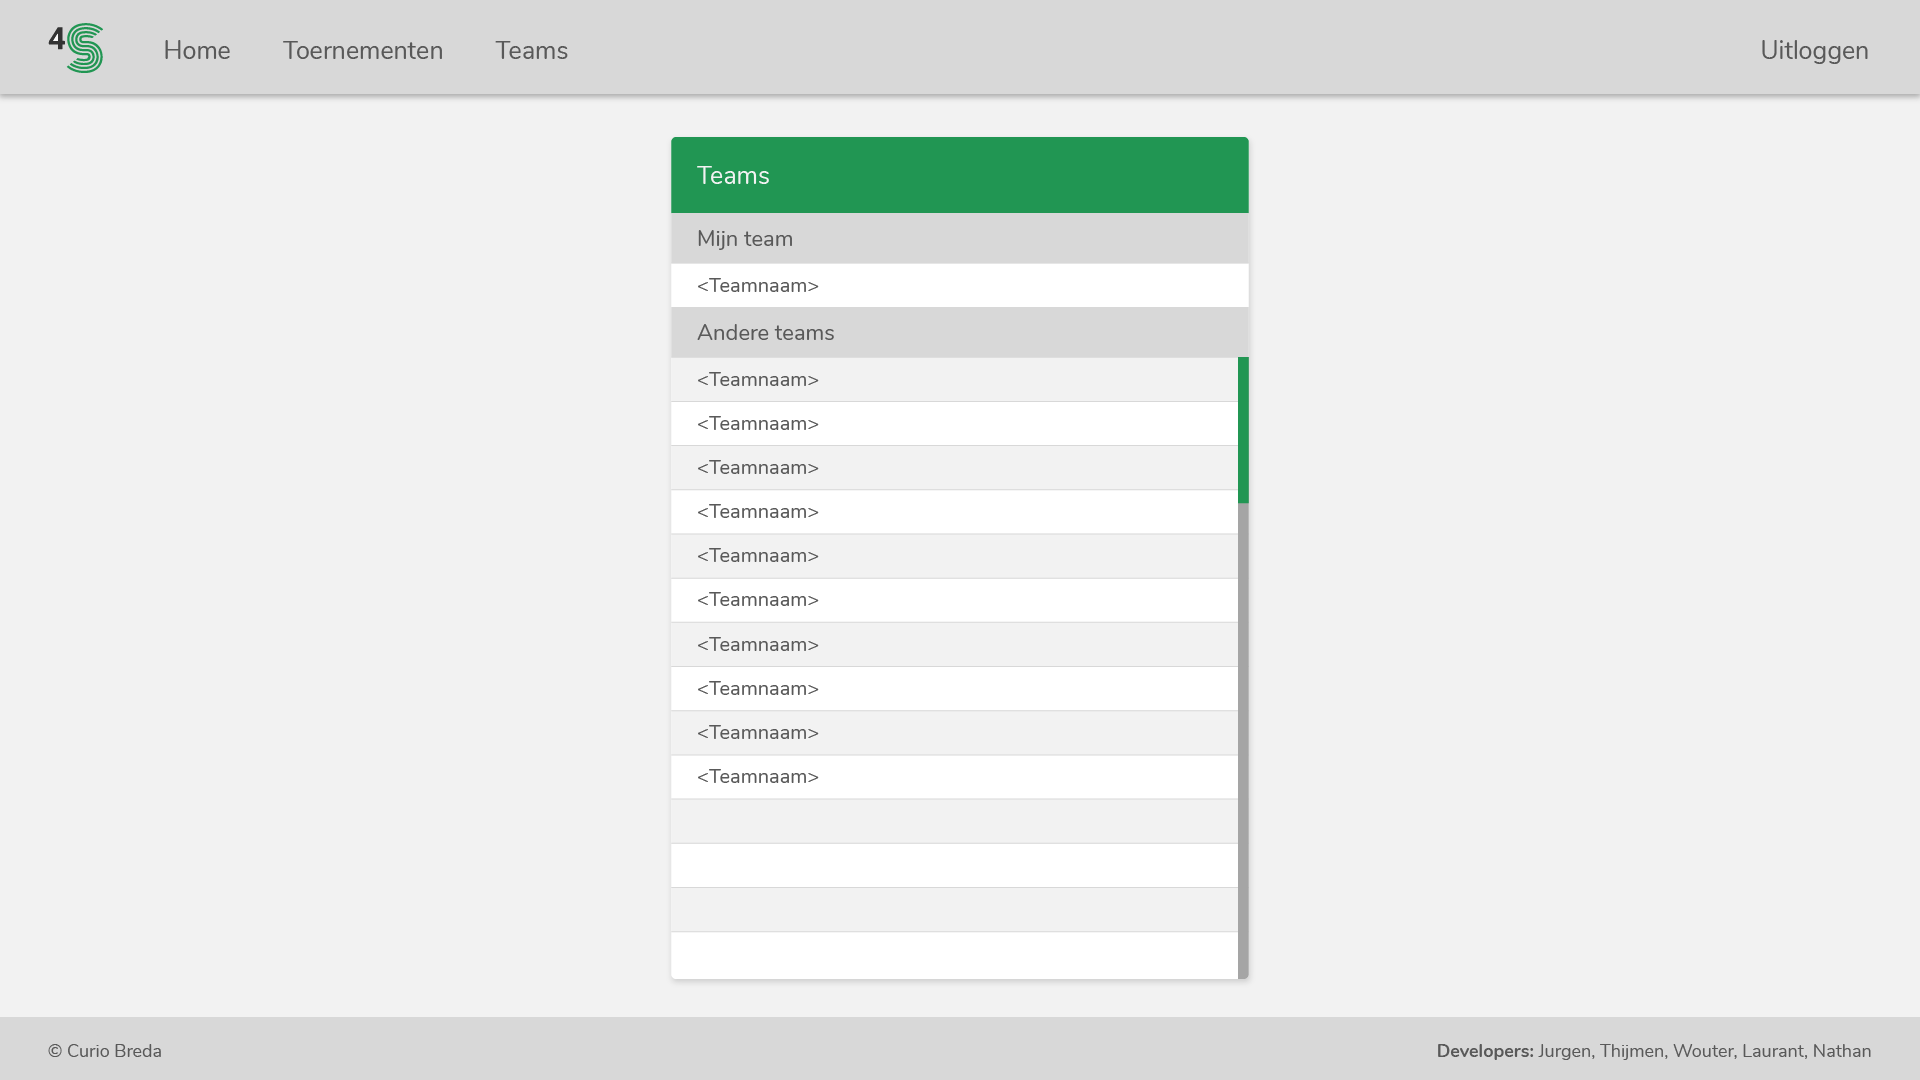 4S
Home
Toernementen
Teams
Uitloggen
Teams
Mijn team
<Teamnaam>
Andere teams
<Teamnaam>
<Teamnaam>
<Teamnaam>
<Teamnaam>
<Teamnaam>
<Teamnaam>
<Teamnaam>
<Teamnaam>
<Teamnaam>
<Teamnaam>
© Curio Breda
Developers: Jurgen, Thijmen, Wouter, Laurant, Nathan